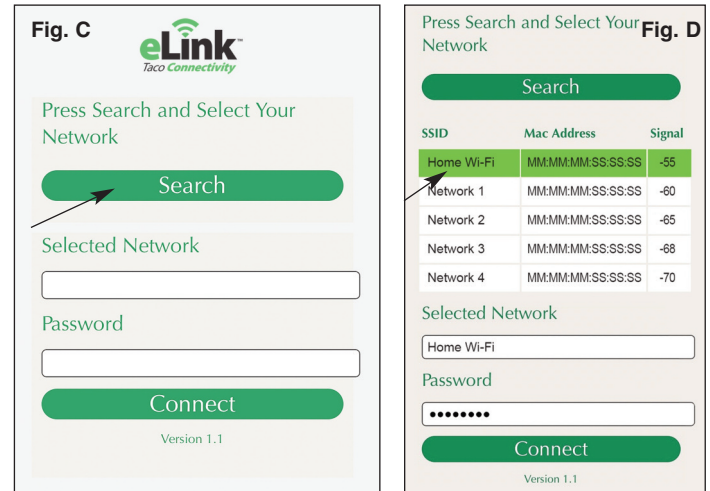 Fig. C
eLink™
Taco Connectivity
Press Search and Select Your
Network
Search
Selected Network
Password
Connect
Version 1.1
Fig. D
Press Search and Select Your
Network
Search
SSID Mac Address Signal
Home Wi-Fi MM:MM:MM:SS:SS:SS -55
Network 1 MM:MM:MM:SS:SS:SS -60
Network 2 MM:MM:MM:SS:SS:SS -65
Network 3 MM:MM:MM:SS:SS:SS -68
Network 4 MM:MM:MM:SS:SS:SS -70
Selected Network
Home Wi-Fi
Password
••••••••
Connect
Version 1.1